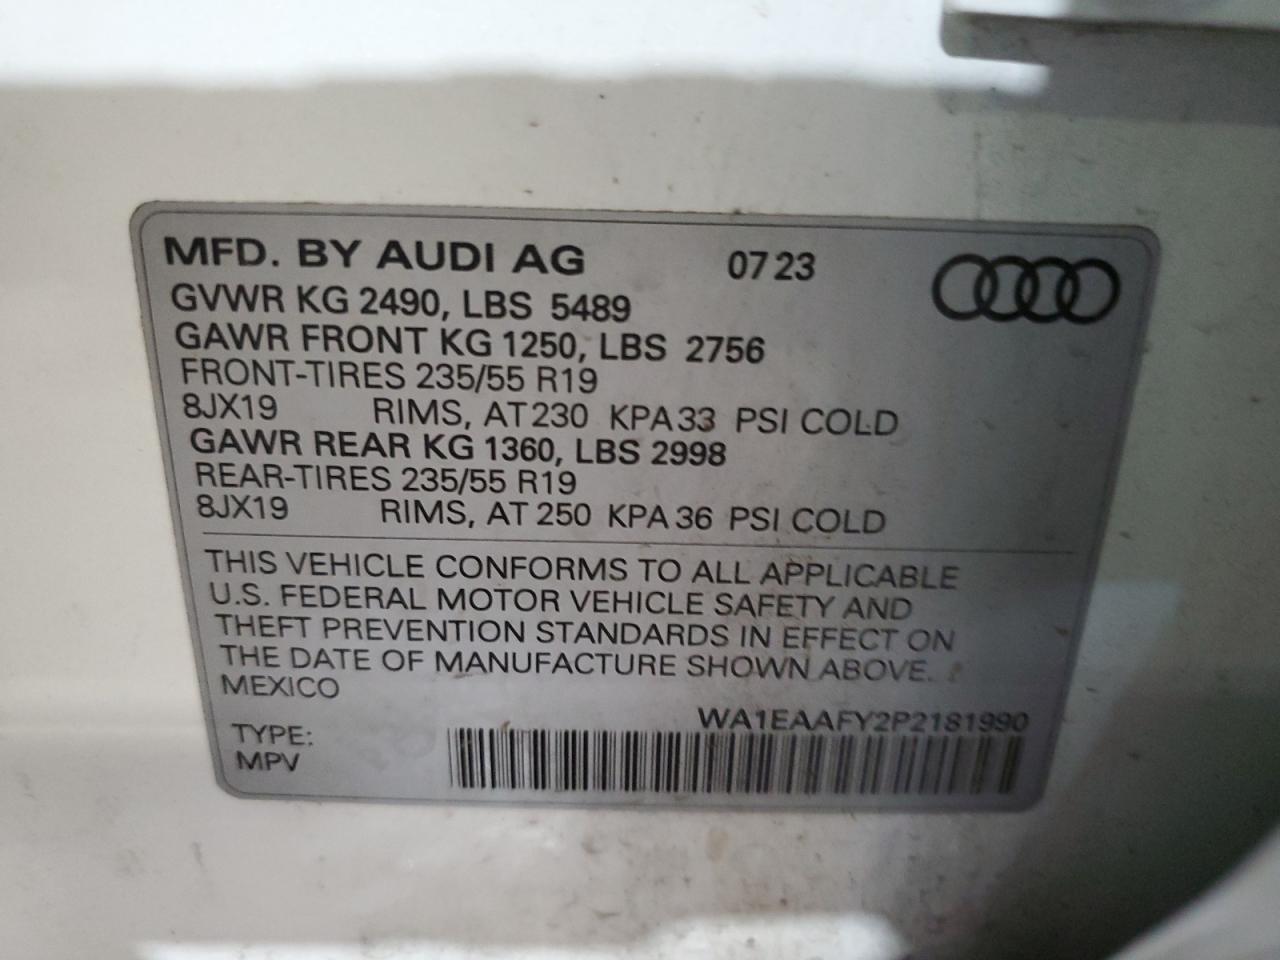 MFD. BY AUDI AG 07 23
GVWR KG 2490, LBS 5489
GAWR FRONT KG 1250, LBS 2756
FRONT-TIRES 235/55 R19
8JX19 RIMS, AT 230 KPA 33 PSI COLD
GAWR REAR KG 1360, LBS 2998
REAR-TIRES 235/55 R19
8JX19 RIMS, AT 250 KPA 36 PSI COLD
THIS VEHICLE CONFORMS TO ALL APPLICABLE
U.S. FEDERAL MOTOR VEHICLE SAFETY AND
THEFT PREVENTION STANDARDS IN EFFECT ON
THE DATE OF MANUFACTURE SHOWN ABOVE.
MEXICO
WA1EAAFY2P2181990
TYPE:
MPV